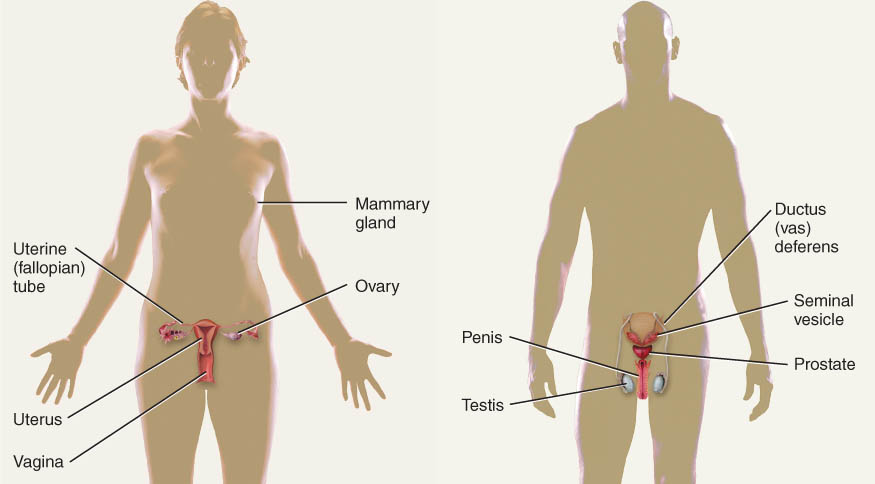 Mammary
gland
Uterine
(fallopian)
tube
Ovary
Uterus
Vagina
Ductus
(vas)
deferens
Seminal
vesicle
Penis
Prostate
Testis